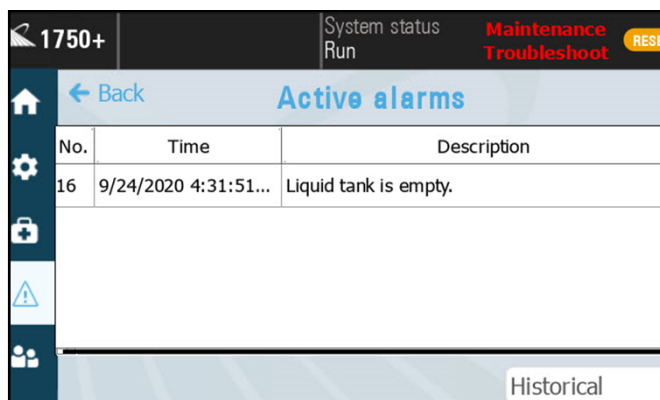 1750+
System status
Run
Maintenance
Troubleshoot
RESE
Back
Active alarms
No. Time Description
16 9/24/2020 4:31:51... Liquid tank is empty.
Historical